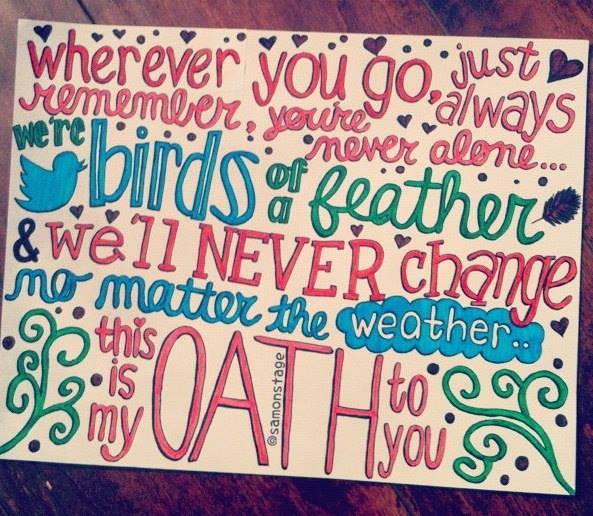 wherever you go, just
remember, you're always
never alone...
we're birds of a feather
& we'll NEVER change
no matter the weather..
this is my OATH to you
@samonstage